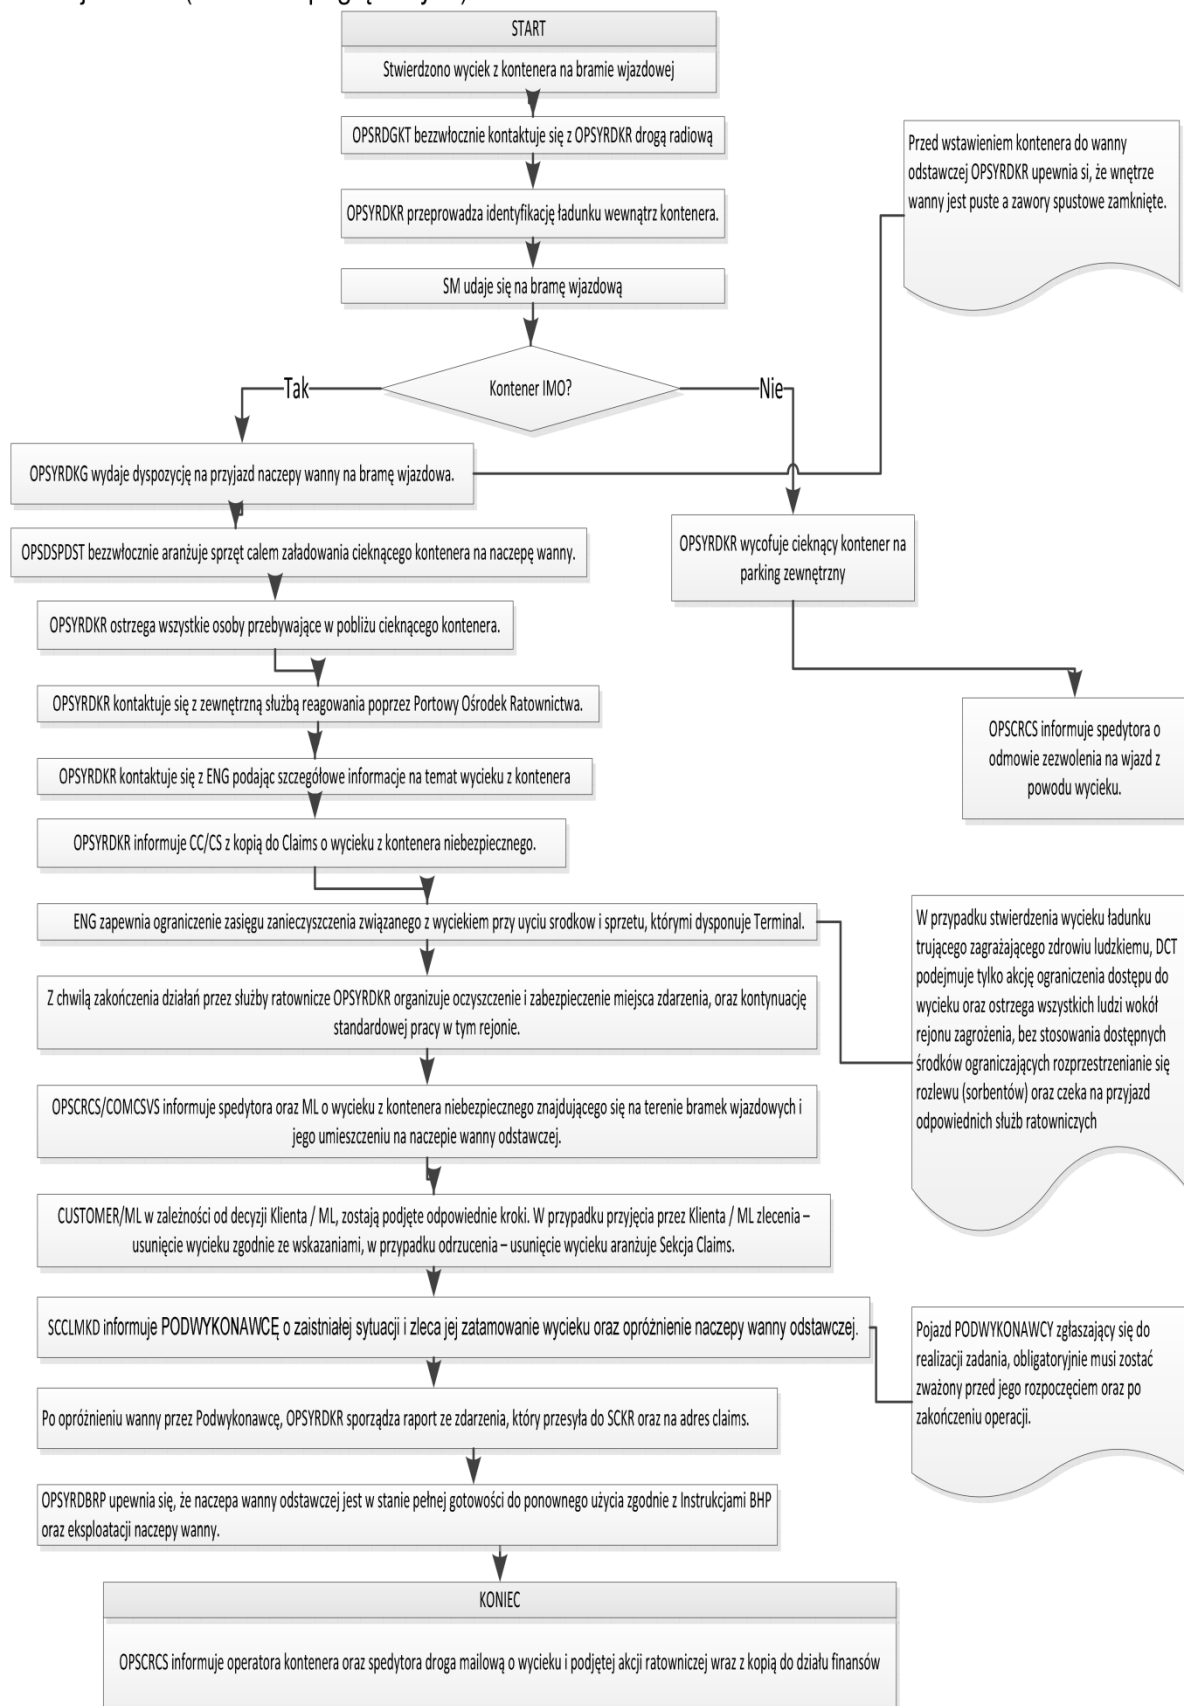 START
Stwierdzono wyciek z kontenera na bramie wjazdowej
OPSRDGKT bezzwłocznie kontaktuje się z OPSYRDKR drogą radiową
OPSYRDKR przeprowadza identyfikację ładunku wewnątrz kontenera.
SM udaje się na bramę wjazdową
Kontener IMO?
Tak
Nie
Przed wstawieniem kontenera do wanny
odstawczej OPSYRDKR upewnia si, że wnętrze
wanny jest puste a zawory spustowe zamknięte.
OPSYRDKG wydaje dyspozycję na przyjazd naczepy wanny na bramę wjazdowa.
OPSDSPDST bezzwłocznie aranżuje sprzęt calem załadowania cieknącego kontenera na naczepę wanny.
OPSYRDKR wycofuje cieknący kontener na
parking zewnętrzny
OPSYRDKR ostrzega wszystkie osoby przebywające w pobliżu cieknącego kontenera.
OPSYRDKR kontaktuje się z zewnętrzną służbą reagowania poprzez Portowy Ośrodek Ratownictwa.
OPSCRCS informuje spedytora o
odmowie zezwolenia na wjazd z
powodu wycieku.
OPSYRDKR kontaktuje się z ENG podając szczegółowe informacje na temat wycieku z kontenera
OPSYRDKR informuje CC/CS z kopią do Claims o wycieku z kontenera niebezpiecznego.
ENG zapewnia ograniczenie zasięgu zanieczyszczenia związanego z wyciekiem przy uyciu srodkow i sprzetu, którymi dysponuje Terminal.
W przypadku stwierdzenia wycieku ładunku
trującego zagrażającego zdrowiu ludzkiemu, DCT
podejmuje tylko akcję ograniczenia dostępu do
wycieku oraz ostrzega wszystkich ludzi wokół
rejonu zagrożenia, bez stosowania dostępnych
środków ograniczających rozprzestrzenianie się
rozlewu (sorbentów) oraz czeka na przyjazd
odpowiednich służb ratowniczych
Z chwilą zakończenia działań przez służby ratownicze OPSYRDKR organizuje oczyszczenie i zabezpieczenie miejsca zdarzenia, oraz kontynuację
standardowej pracy w tym rejonie.
OPSCRCS/COMCSVS informuje spedytora oraz ML o wycieku z kontenera niebezpiecznego znajdującego się na terenie bramek wjazdowych i
jego umieszczeniu na naczepie wanny odstawczej.
CUSTOMER/ML w zależności od decyzji Klienta / ML, zostają podjęte odpowiednie kroki. W przypadku przyjęcia przez Klienta / ML zlecenia –
usunięcie wycieku zgodnie ze wskazaniami, w przypadku odrzucenia – usunięcie wycieku aranżuje Sekcja Claims.
SCCLMKD informuje PODWYKONAWCĘ o zaistniałej sytuacji i zleca jej zatamowanie wycieku oraz opróżnienie naczepy wanny odstawczej.
Pojazd PODWYKONAWCY zgłaszający się do
realizacji zadania, obligatoryjnie musi zostać
zważony przed jego rozpoczęciem oraz po
zakończeniu operacji.
Po opróżnieniu wanny przez Podwykonawcę, OPSYRDKR sporządza raport ze zdarzenia, który przesyła do SCKR oraz na adres claims.
OPSYRDBRP upewnia się, że naczepa wanny odstawczej jest w stanie pełnej gotowości do ponownego użycia zgodnie z Instrukcjami BHP
oraz eksploatacji naczepy wanny.
KONIEC
OPSCRCS informuje operatora kontenera oraz spedytora droga mailową o wycieku i podjętej akcji ratowniczej wraz z kopią do działu finansów